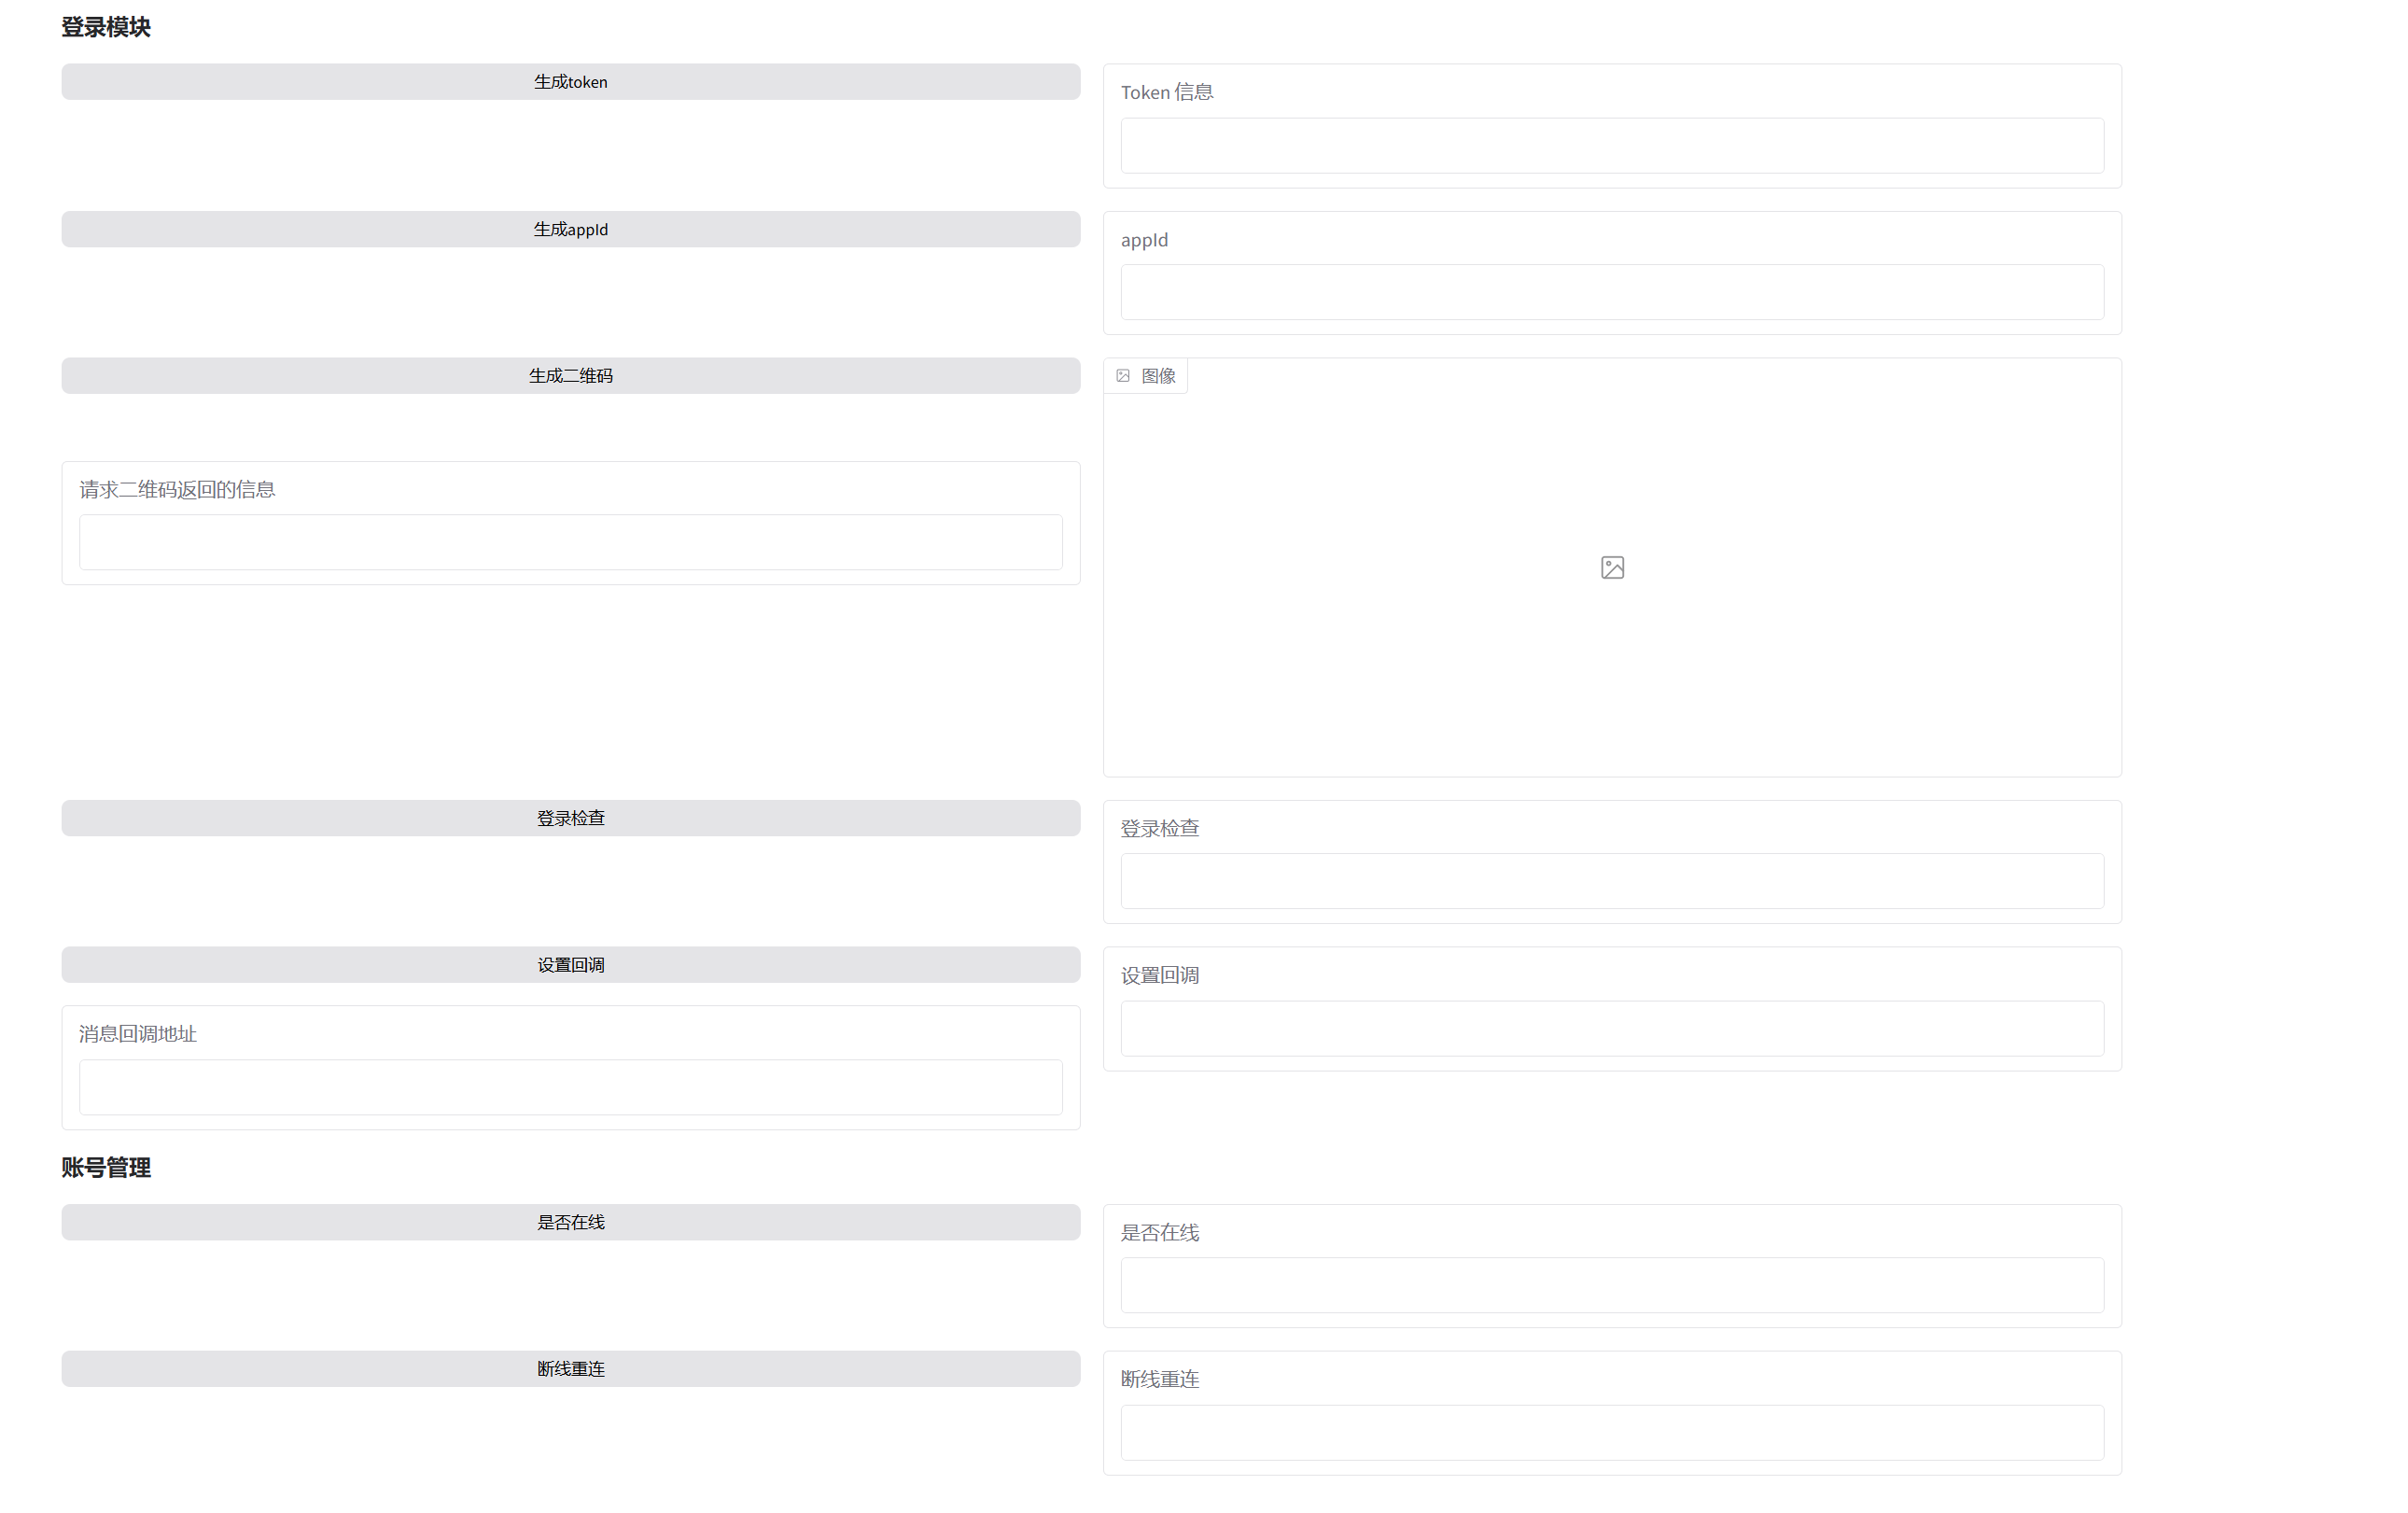 登录模块
生成token
Token 信息
生成appId
appId
生成二维码
图像
请求二维码返回的信息
登录检查
登录检查
设置回调
设置回调
消息回调地址
账号管理
是否在线
是否在线
断线重连
断线重连